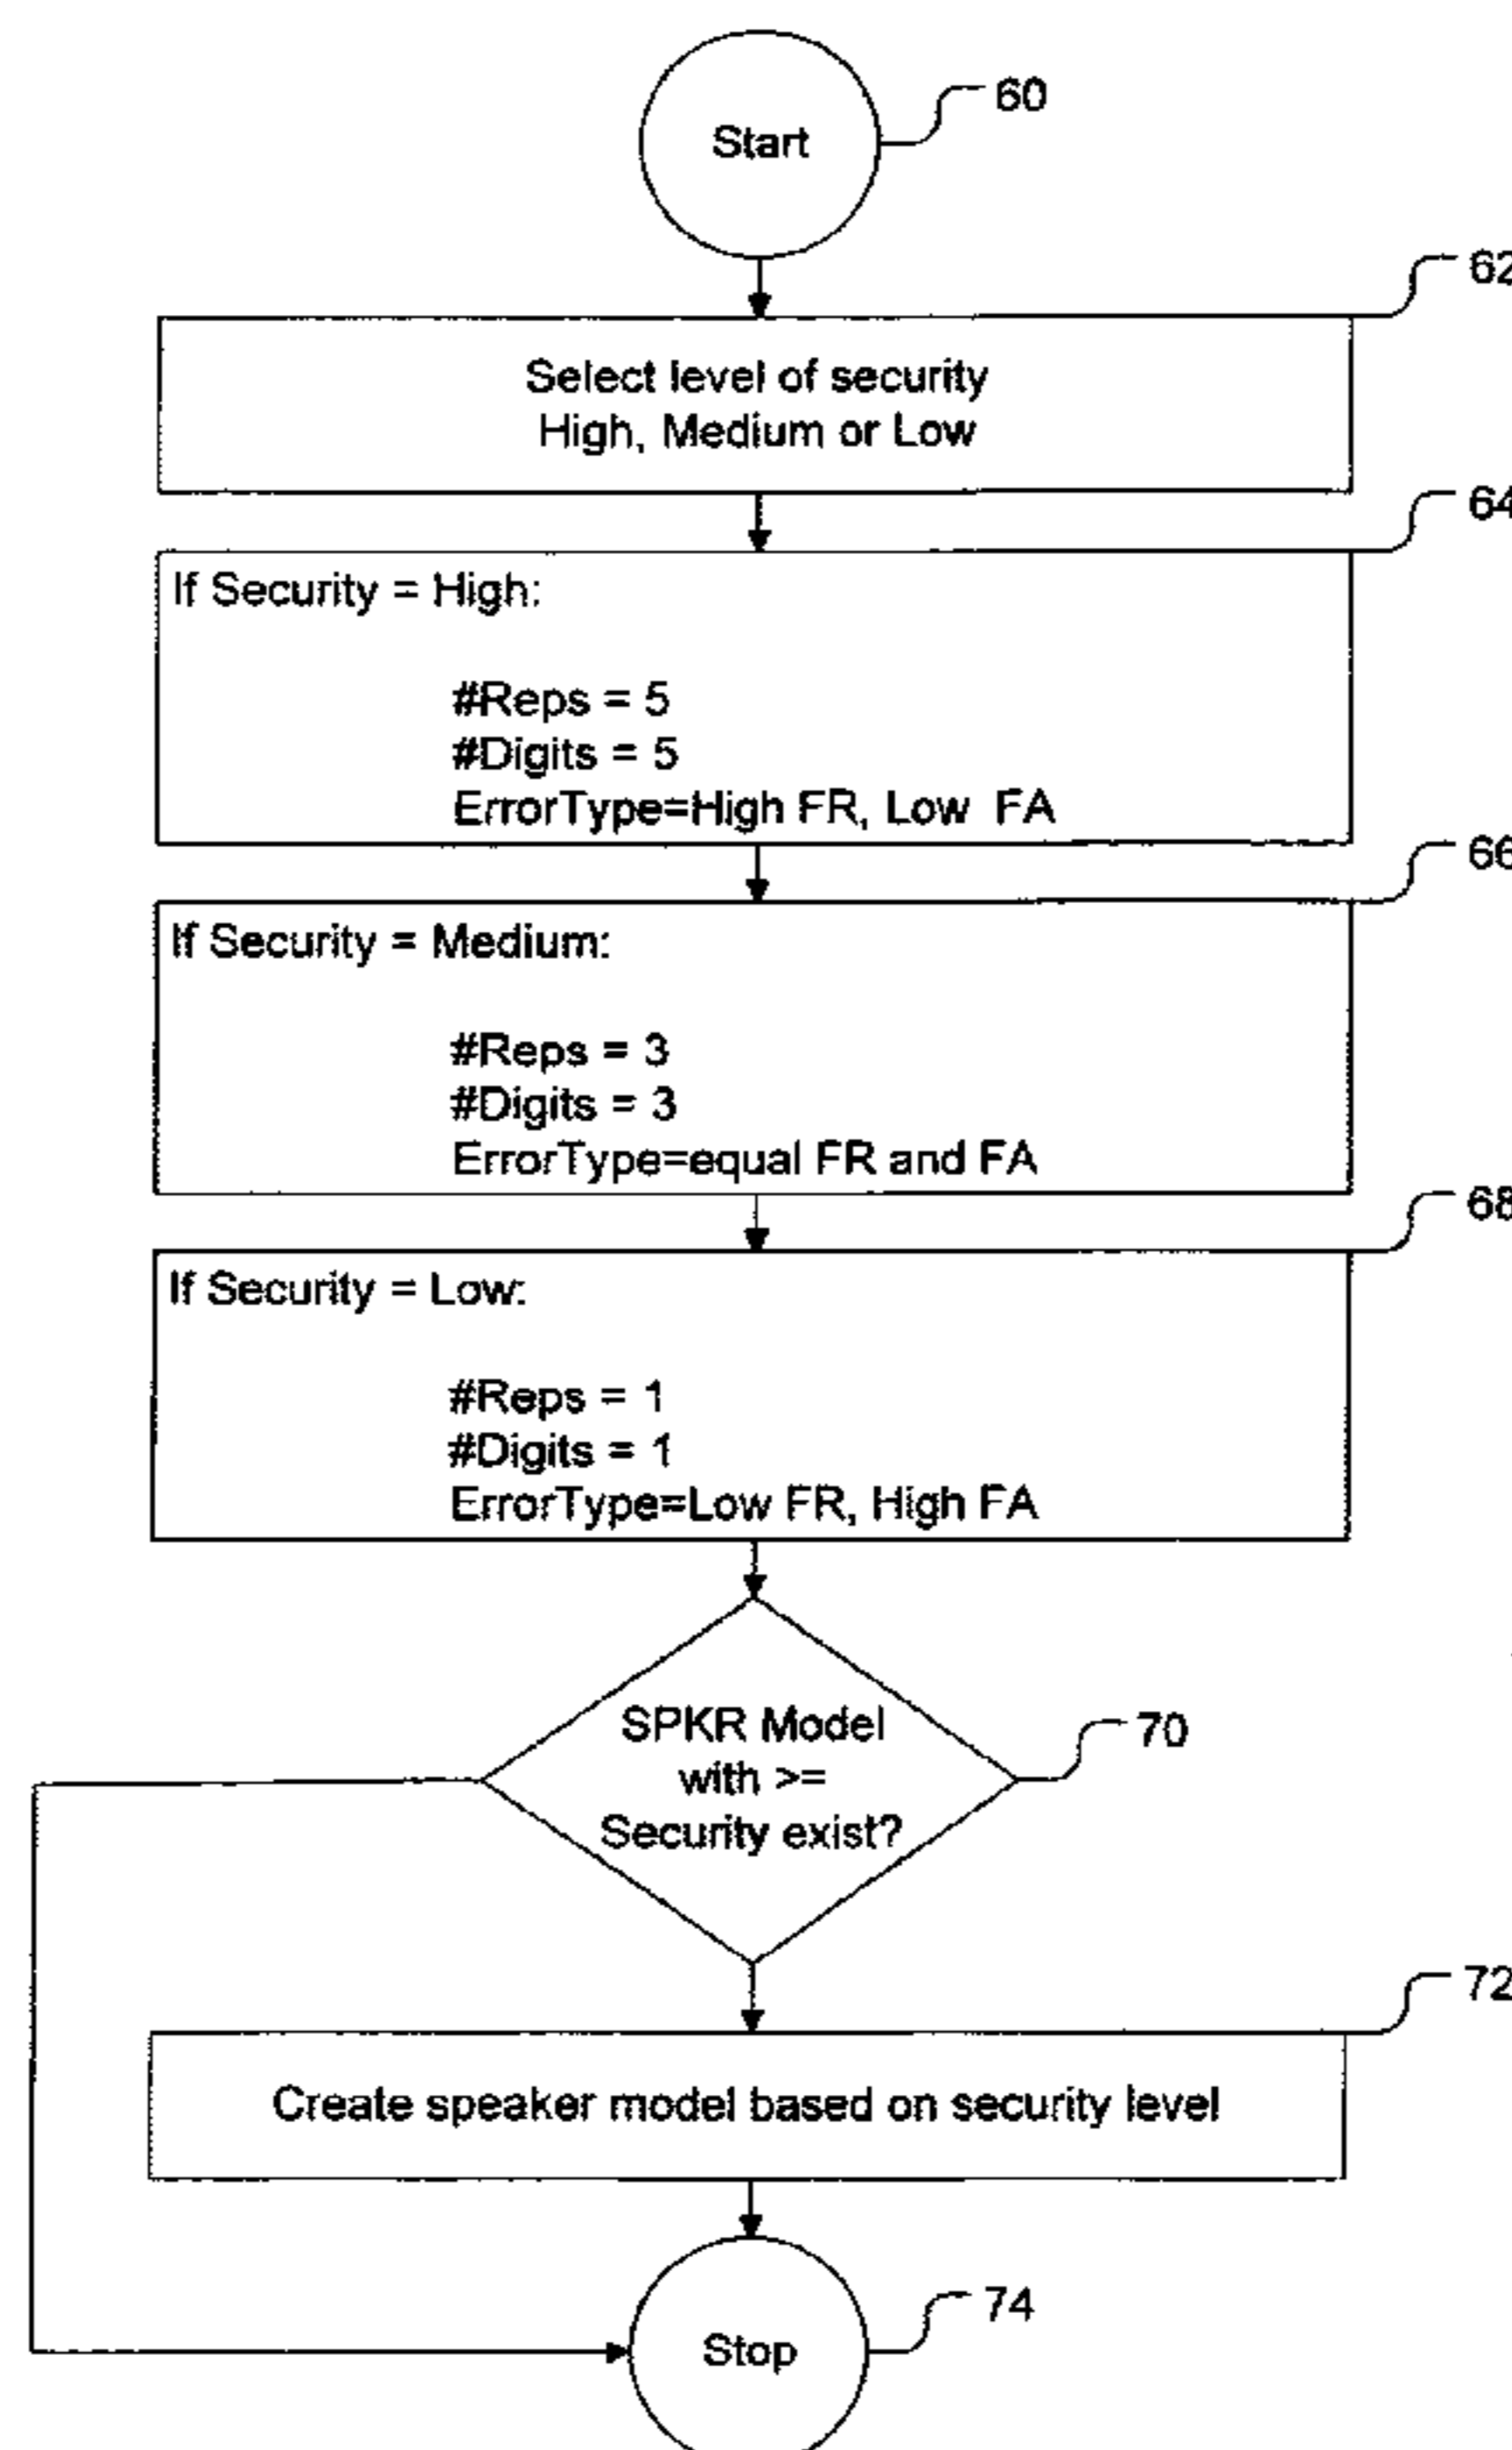 Start
60
62
Select level of security
High, Medium or Low
64
If Security = High:
#Reps = 5
#Digits = 5
ErrorType=High FR, Low FA
66
If Security = Medium:
#Reps = 3
#Digits = 3
ErrorType=equal FR and FA
68
If Security = Low:
#Reps = 1
#Digits = 1
ErrorType=Low FR, High FA
SPKR Model
with >=
Security exist?
70
72
Create speaker model based on security level
Stop
74